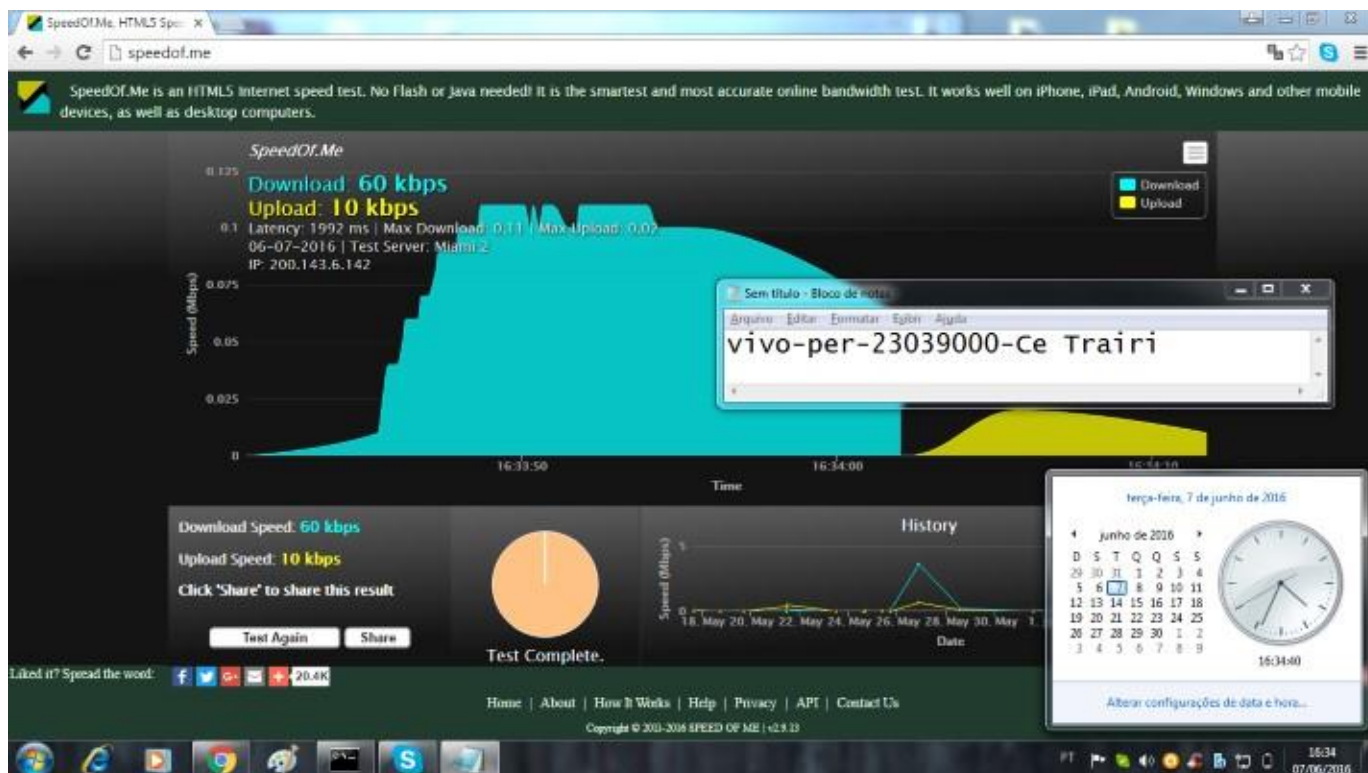 SpeedOf.Me, HTML5 Spe
speedof.me
SpeedOf.Me is an HTML5 Internet speed test. No Flash or Java needed! It is the smartest and most accurate online bandwidth test. It works well on iPhone, iPad, Android, Windows and other mobile
devices, as well as desktop computers.
SpeedOf.Me
0.125
Download: 60 kbps
Upload: 10 kbps
0.1
Latency: 1992 ms | Max Download: 0.11 | Max Upload: 0.02
06-07-2016 | Test Server: Miami 2
IP: 200.143.6.142
Download
Upload
Speed (Mbps)
0.075
0.05
0.025
0
16:33:50
16:34:00
16:34:10
Time
Sem título - Bloco de notas
Arquivo Editar Formatar Exibir Ajuda
vivo-per-23039000-Ce Trairi
Download Speed: 60 kbps
Upload Speed: 10 kbps
Click 'Share' to share this result
Test Again
Share
Test Complete.
History
Speed (Mbps)
5
0
18. May 20. May 22. May 24. May 26. May 28. May 30. May 1.
Date
terça-feira, 7 de junho de 2016
junho de 2016
D S T Q Q S S
29 30 31 1 2 3 4
5 6 7 8 9 10 11
12 13 14 15 16 17 18
19 20 21 22 23 24 25
26 27 28 29 30 1 2
3 4 5 6 7 8 9
16:34:40
Alterar configurações de data e hora...
Liked it? Spread the word:
20.4K
Home | About | How It Works | Help | Privacy | API | Contact Us
Copyright © 2011-2016 SPEED OF ME | v2.9.13
PT
16:34
07/06/2016